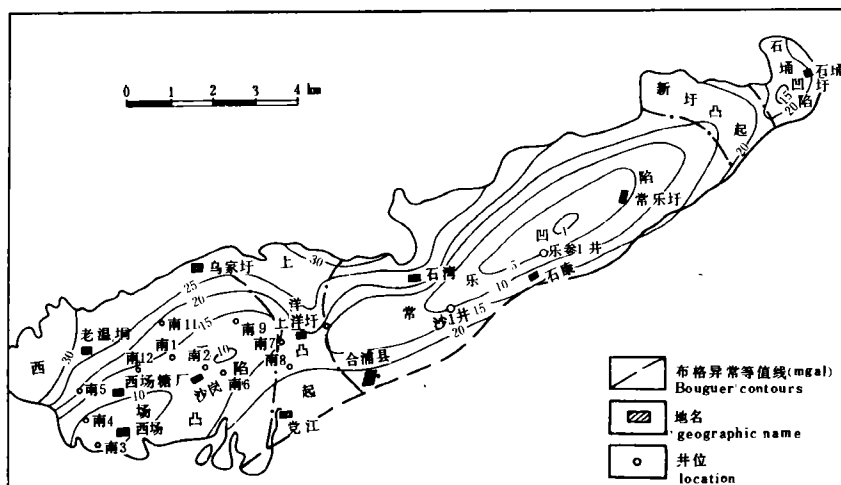 石埇凹陷
石埇圩
15
20
新圩凸起
20
0 1 2 3 4 km
常乐凹陷
常乐圩
1
乐参1井
5
石康
10
15
20
石湾
沙1井
合浦县
30
上洋凸起
上洋圩
乌家圩
25
20
15
30
老温垌
南11
南9
南7
南1
南12
南2
10
南8
南6
西场糖厂
沙岗
南5
10
西场凹陷
西场
南4
南3
党江
布格异常等值线(mgal)
Bouguer contours
地名
geographic name
井位
location